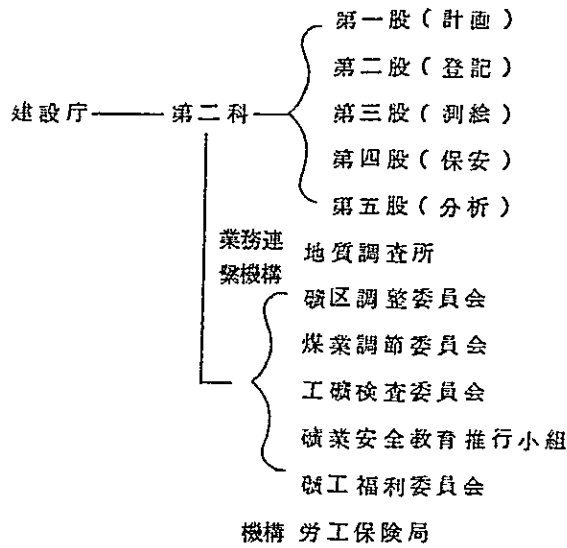 第一股(計画)
第二股(登記)
建設庁 第二科 第三股(測絵)
第四股(保安)
第五股(分析)
業務連 地質調査所
繋機構
礦区調整委員会
煤業調節委員会
工礦検査委員会
礦業安全教育推行小組
礦工福利委員会
機構 労工保険局